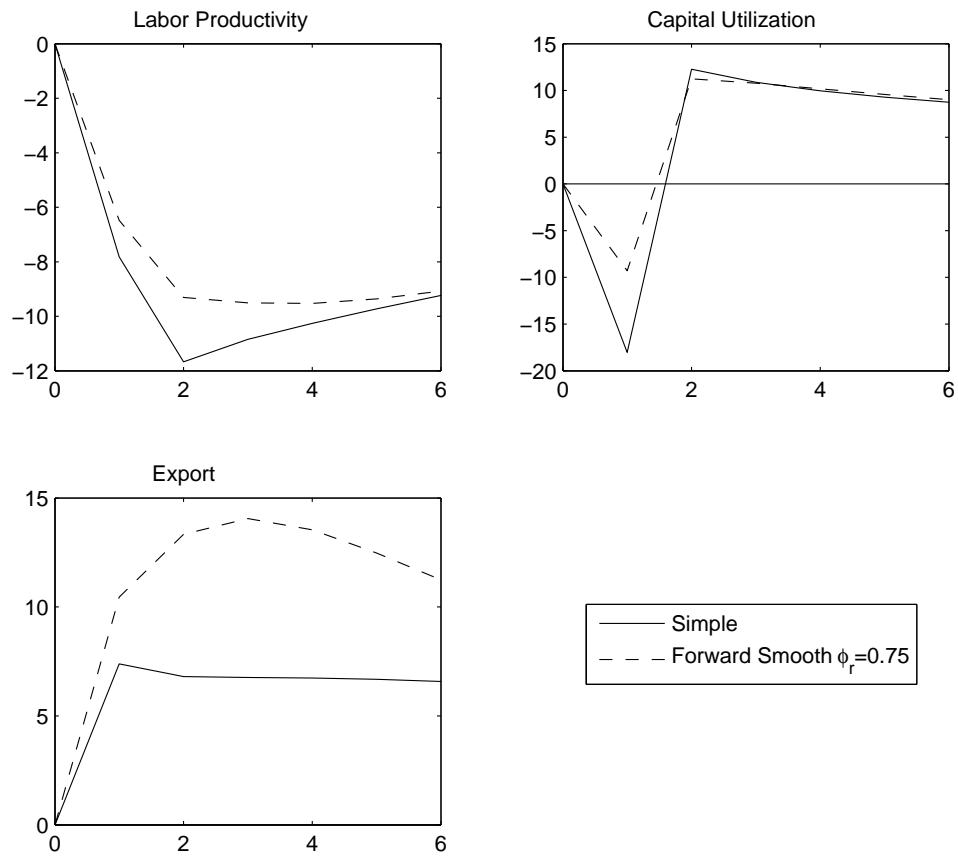 Labor Productivity
0
−2
−4
−6
−8
−10
−12
0 2 4 6
Capital Utilization
15
10
5
0
−5
−10
−15
−20
0 2 4 6
Export
15
10
5
0
0 2 4 6
Simple
Forward Smooth ϕr=0.75